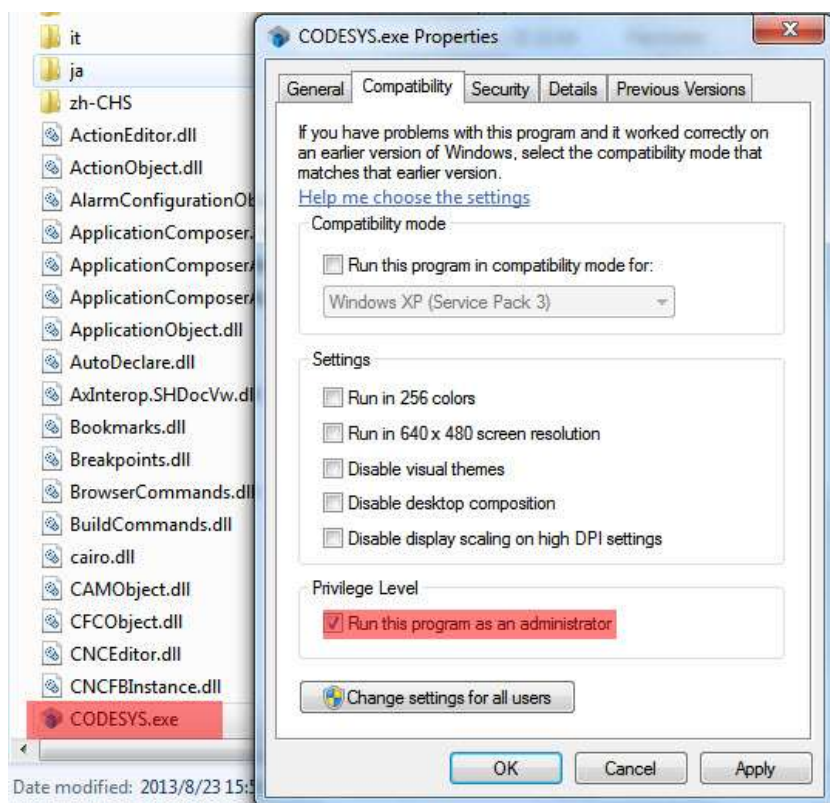 it
ja
zh-CHS
ActionEditor.dll
ActionObject.dll
AlarmConfigurationOb
ApplicationComposer.
ApplicationComposerA
ApplicationComposerA
ApplicationObject.dll
AutoDeclare.dll
AxInterop.SHDocVw.dl
Bookmarks.dll
Breakpoints.dll
BrowserCommands.dll
BuildCommands.dll
cairo.dll
CAMObject.dll
CFCObject.dll
CNCEditor.dll
CNCFBInstance.dll
CODESYS.exe
Date modified: 2013/8/23 15:5
CODESYS.exe Properties
General Compatibility Security Details Previous Versions
If you have problems with this program and it worked correctly on
an earlier version of Windows, select the compatibility mode that
matches that earlier version.
Help me choose the settings
Compatibility mode
Run this program in compatibility mode for:
Windows XP (Service Pack 3)
Settings
Run in 256 colors
Run in 640 x 480 screen resolution
Disable visual themes
Disable desktop composition
Disable display scaling on high DPI settings
Privilege Level
Run this program as an administrator
Change settings for all users
OK Cancel Apply